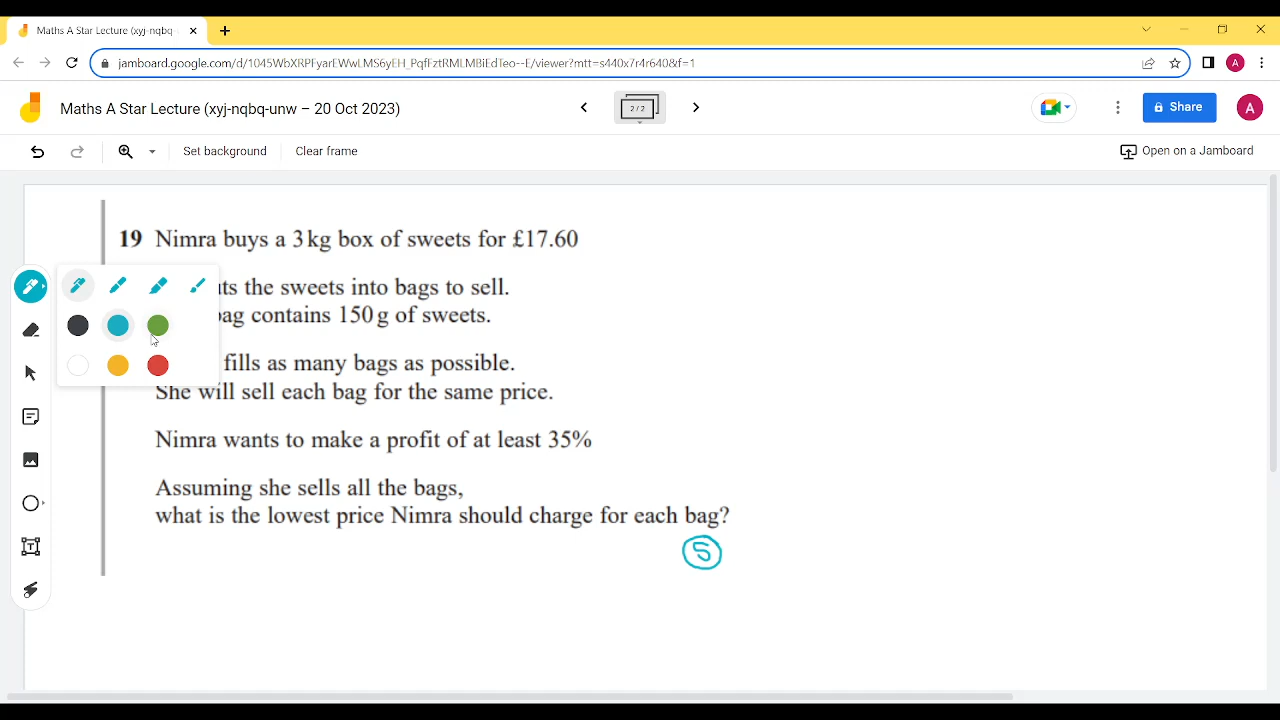 Maths A Star Lecture (xyj-nqbq-
jamboard.google.com/d/1045WbXRPFyarEWwLMS6yEH_PqfFztRMLMBiEdTeo--E/viewer?mtt=s440x7r4r640&f=1
A
Maths A Star Lecture (xyj-nqbq-unw – 20 Oct 2023)
2 / 2
Share
A
Set background
Clear frame
Open on a Jamboard
19 Nimra buys a 3 kg box of sweets for £17.60
ts the sweets into bags to sell.
ag contains 150 g of sweets.
fills as many bags as possible.
She will sell each bag for the same price.
Nimra wants to make a profit of at least 35%
Assuming she sells all the bags,
what is the lowest price Nimra should charge for each bag?
5